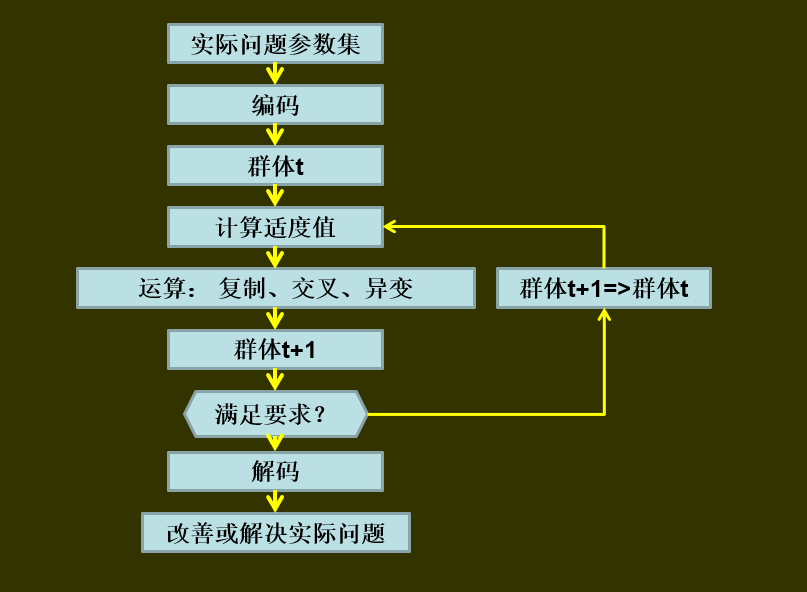 实际问题参数集
编码
群体t
计算适度值
运算： 复制、交叉、异变
群体t+1=>群体t
群体t+1
满足要求？
解码
改善或解决实际问题